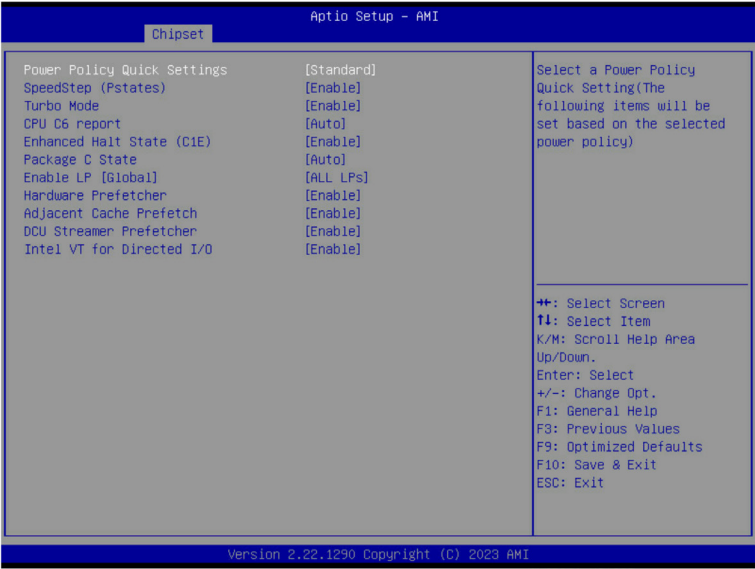 Aptio Setup – AMI
Chipset
Power Policy Quick Settings [Standard]
SpeedStep (Pstates) [Enable]
Turbo Mode [Enable]
CPU C6 report [Auto]
Enhanced Halt State (C1E) [Enable]
Package C State [Auto]
Enable LP [Global] [ALL LPs]
Hardware Prefetcher [Enable]
Adjacent Cache Prefetch [Enable]
DCU Streamer Prefetcher [Enable]
Intel VT for Directed I/O [Enable]
Select a Power Policy
Quick Setting(The
following items will be
set based on the selected
power policy)
→←: Select Screen
↑↓: Select Item
K/M: Scroll Help Area
Up/Down.
Enter: Select
+/-: Change Opt.
F1: General Help
F3: Previous Values
F9: Optimized Defaults
F10: Save & Exit
ESC: Exit
Version 2.22.1290 Copyright (C) 2023 AMI